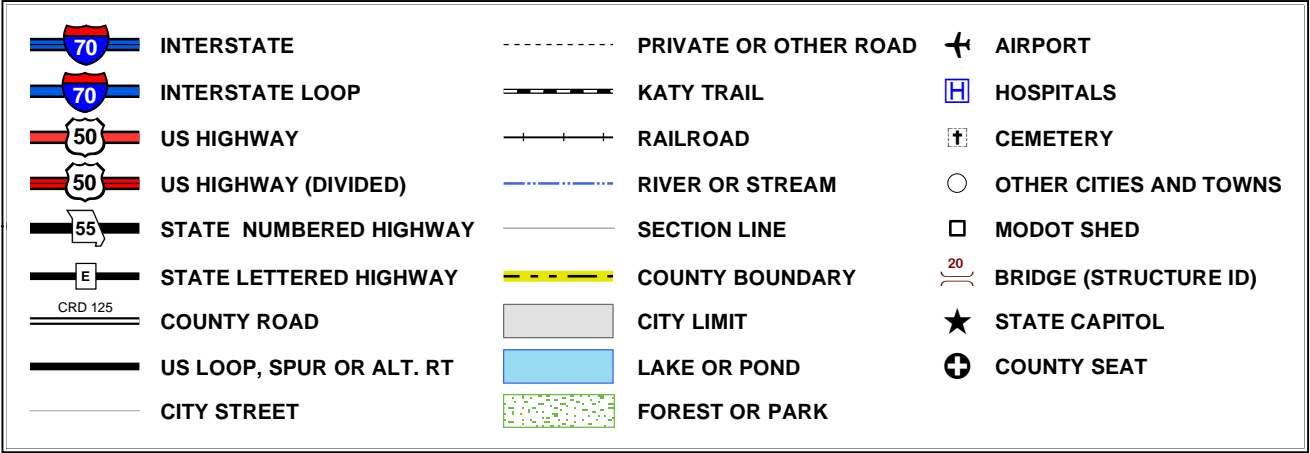 70 INTERSTATE
70 INTERSTATE LOOP
50 US HIGHWAY
50 US HIGHWAY (DIVIDED)
55 STATE NUMBERED HIGHWAY
E STATE LETTERED HIGHWAY
CRD 125
COUNTY ROAD
US LOOP, SPUR OR ALT. RT
CITY STREET
PRIVATE OR OTHER ROAD
KATY TRAIL
RAILROAD
RIVER OR STREAM
SECTION LINE
COUNTY BOUNDARY
CITY LIMIT
LAKE OR POND
FOREST OR PARK
AIRPORT
H HOSPITALS
CEMETERY
OTHER CITIES AND TOWNS
MODOT SHED
20
BRIDGE (STRUCTURE ID)
STATE CAPITOL
COUNTY SEAT